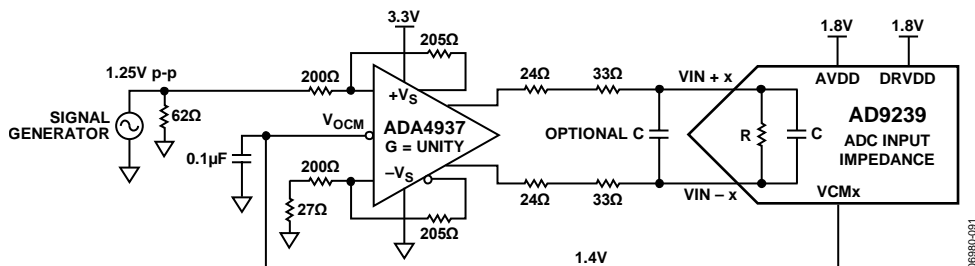 3.3V
1.8V
1.8V
205Ω
1.25V p-p
200Ω
24Ω
33Ω
VIN + x
AVDD
DRVDD
+VS
SIGNAL
GENERATOR
62Ω
VOCM
ADA4937
G = UNITY
OPTIONAL C
R
C
AD9239
ADC INPUT
IMPEDANCE
0.1µF
200Ω
–VS
VIN – x
VCMx
27Ω
24Ω
33Ω
205Ω
1.4V
06980-091